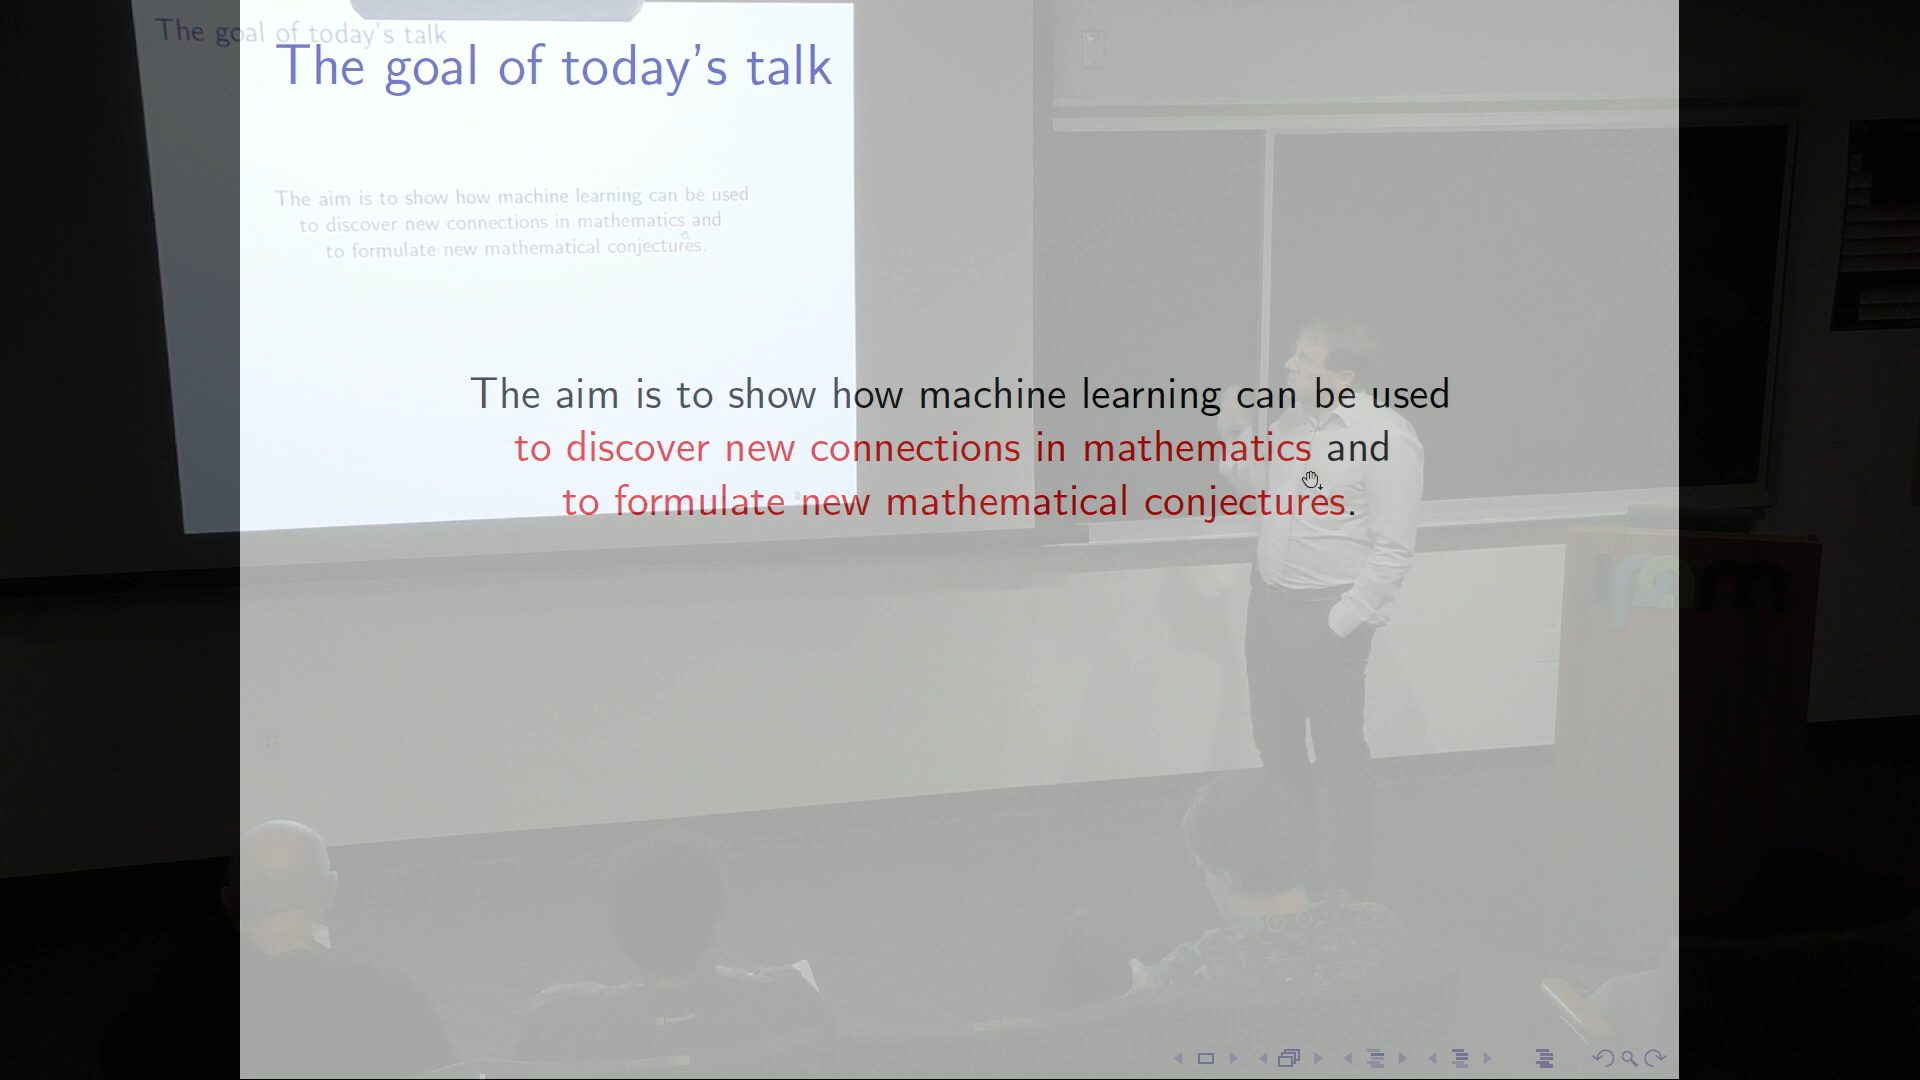 The goal of today's talk
The goal of today's talk
The aim is to show how machine learning can be used
to discover new connections in mathematics and
to formulate new mathematical conjectures.
The aim is to show how machine learning can be used
to discover new connections in mathematics and
to formulate new mathematical conjectures.
ipam